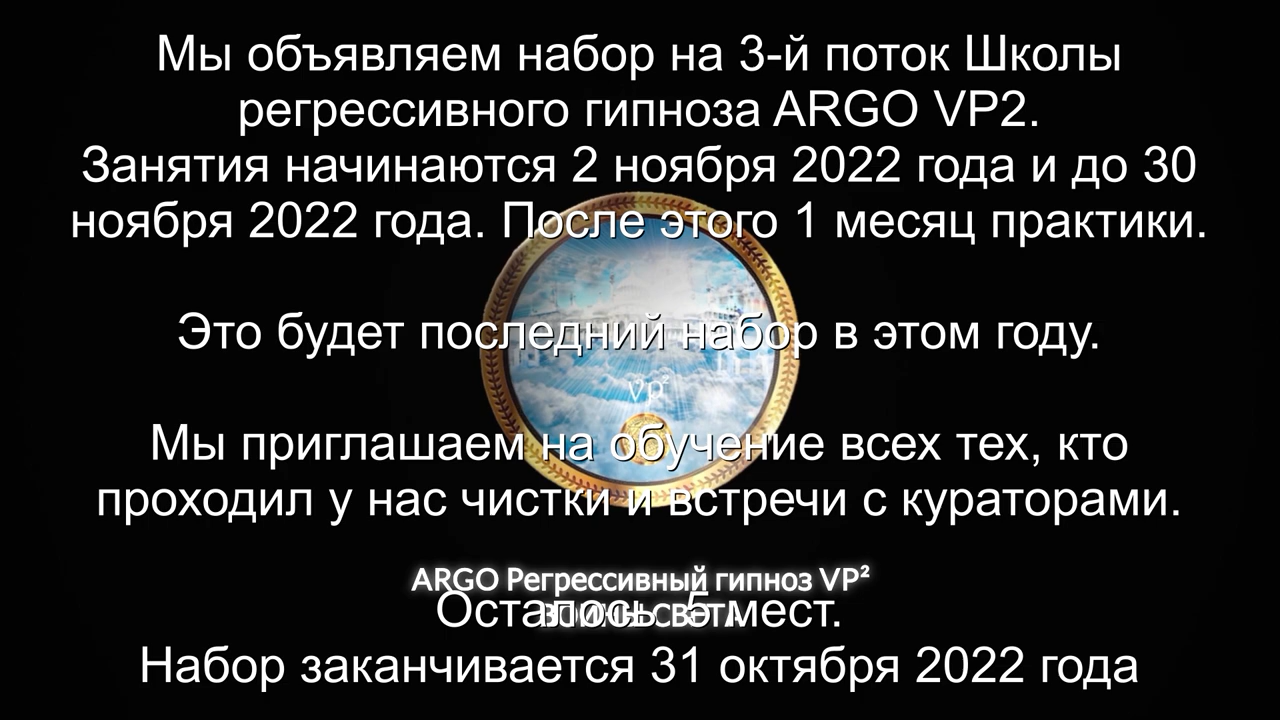 Мы объявляем набор на 3-й поток Школы
регрессивного гипноза ARGO VP2.
Занятия начинаются 2 ноября 2022 года и до 30
ноября 2022 года. После этого 1 месяц практики.
Это будет последний набор в этом году.
vp²
Мы приглашаем на обучение всех тех, кто
проходил у нас чистки и встречи с кураторами.
ARGO Регрессивный гипноз VP²
Осталось 5 мест.
ВОИНЫ СВЕТА
Набор заканчивается 31 октября 2022 года